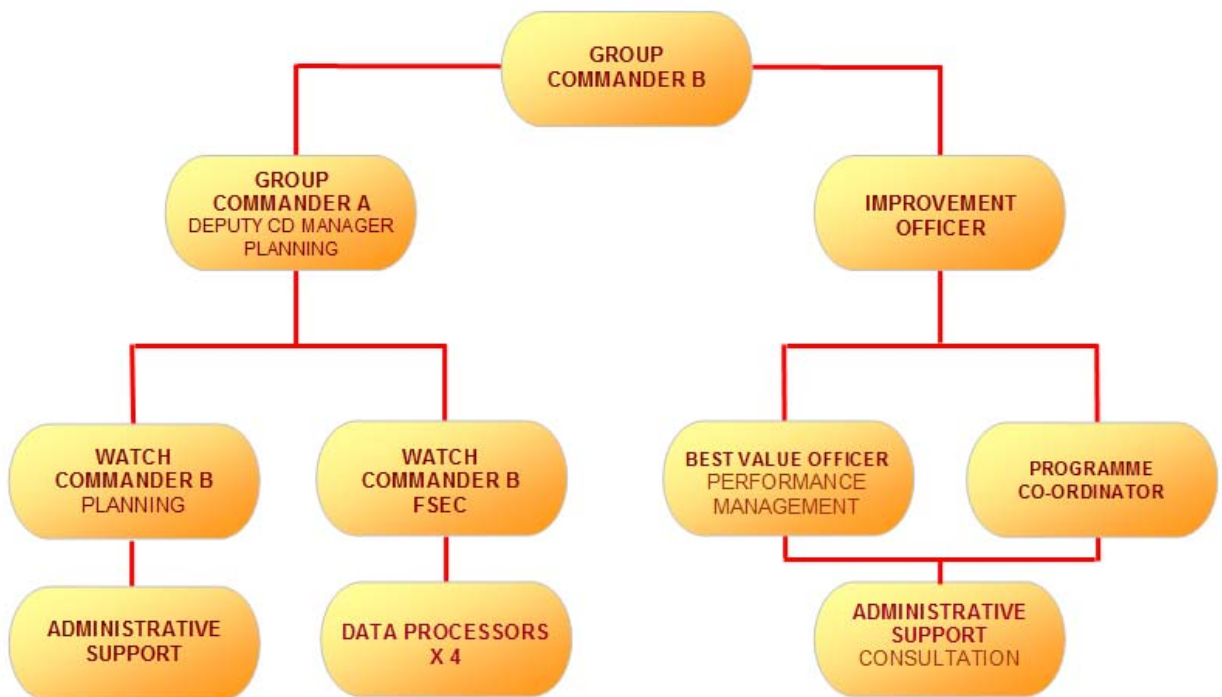 GROUP
COMMANDER B
GROUP
COMMANDER A
DEPUTY CD MANAGER
PLANNING
IMPROVEMENT
OFFICER
WATCH
COMMANDER B
PLANNING
WATCH
COMMANDER B
FSEC
BEST VALUE OFFICER
PERFORMANCE
MANAGEMENT
PROGRAMME
CO-ORDINATOR
ADMINISTRATIVE
SUPPORT
DATA PROCESSORS
X 4
ADMINISTRATIVE
SUPPORT
CONSULTATION